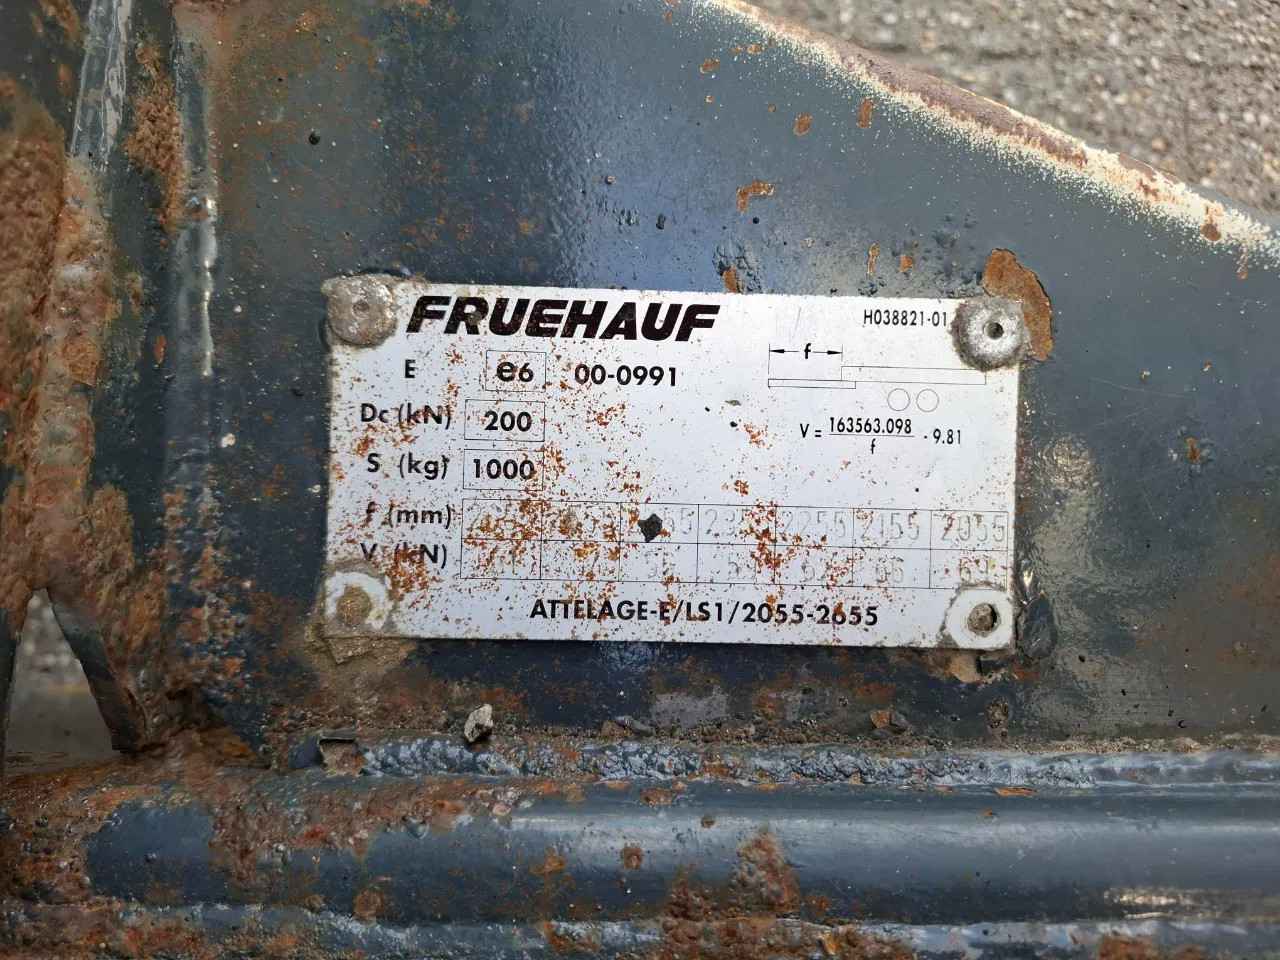 FRUEHAUF
H038821-01
E e6 00-0991
f
Dc (kN) 200
V = 163563.098 / f - 9.81
S (kg) 1000
f (mm) 2255 2155 2055
V (kN)
ATTELAGE-E/LS1/2055-2655